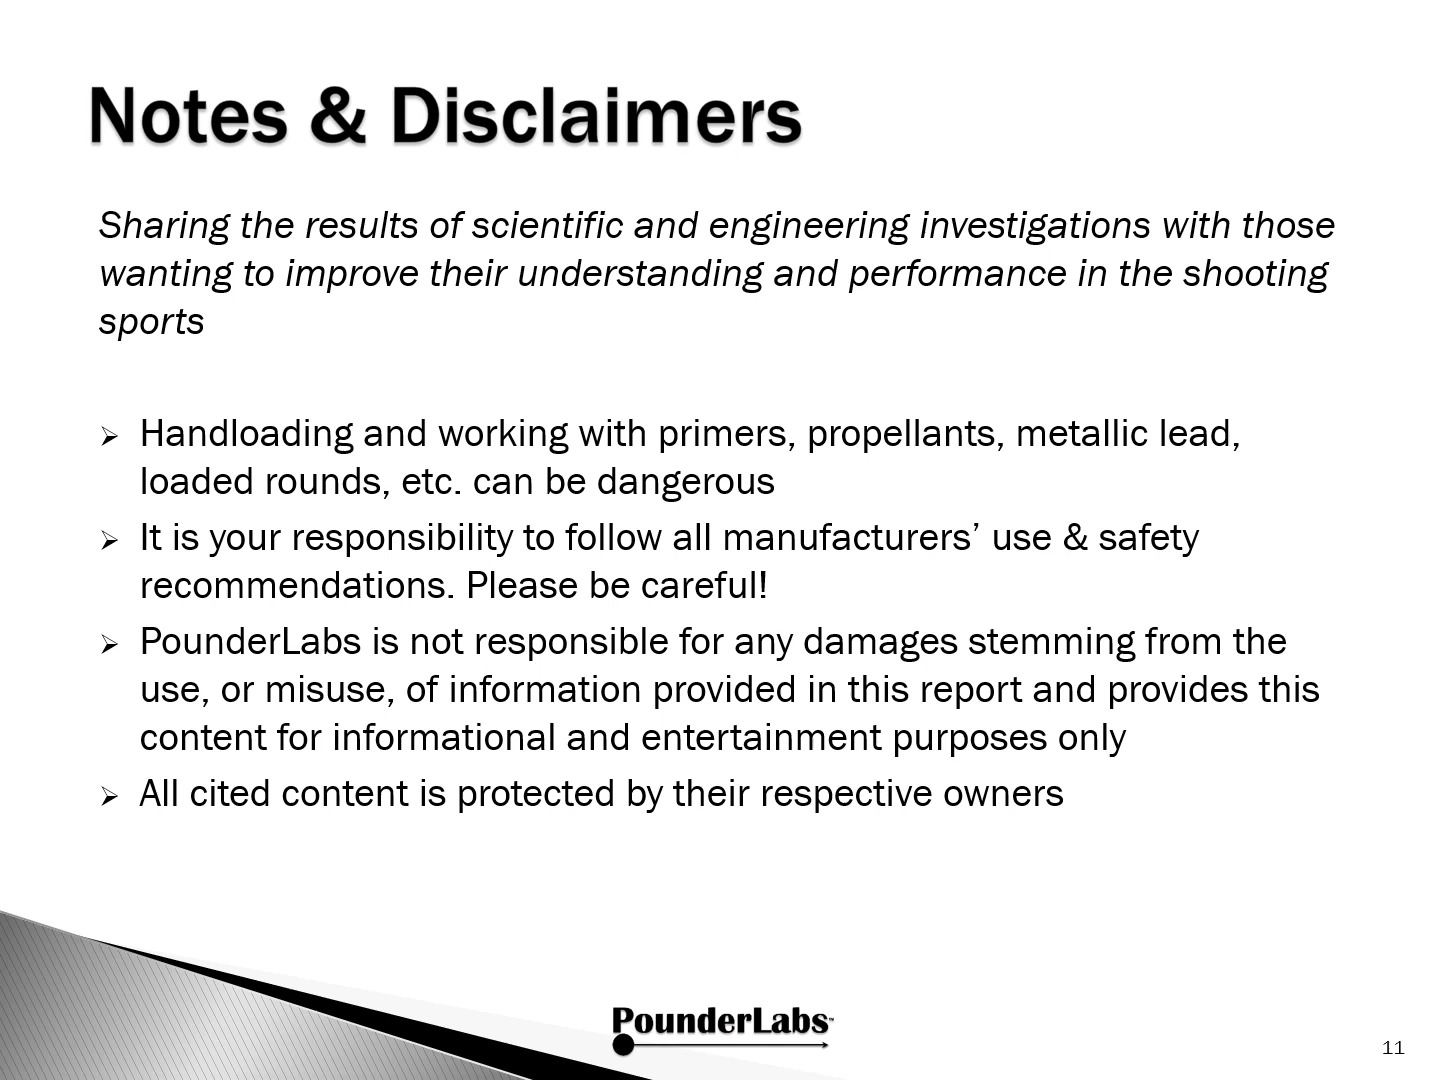 Notes & Disclaimers
Sharing the results of scientific and engineering investigations with those
wanting to improve their understanding and performance in the shooting
sports
Handloading and working with primers, propellants, metallic lead,
loaded rounds, etc. can be dangerous
It is your responsibility to follow all manufacturers’ use & safety
recommendations. Please be careful!
PounderLabs is not responsible for any damages stemming from the
use, or misuse, of information provided in this report and provides this
content for informational and entertainment purposes only
All cited content is protected by their respective owners
PounderLabs™
11